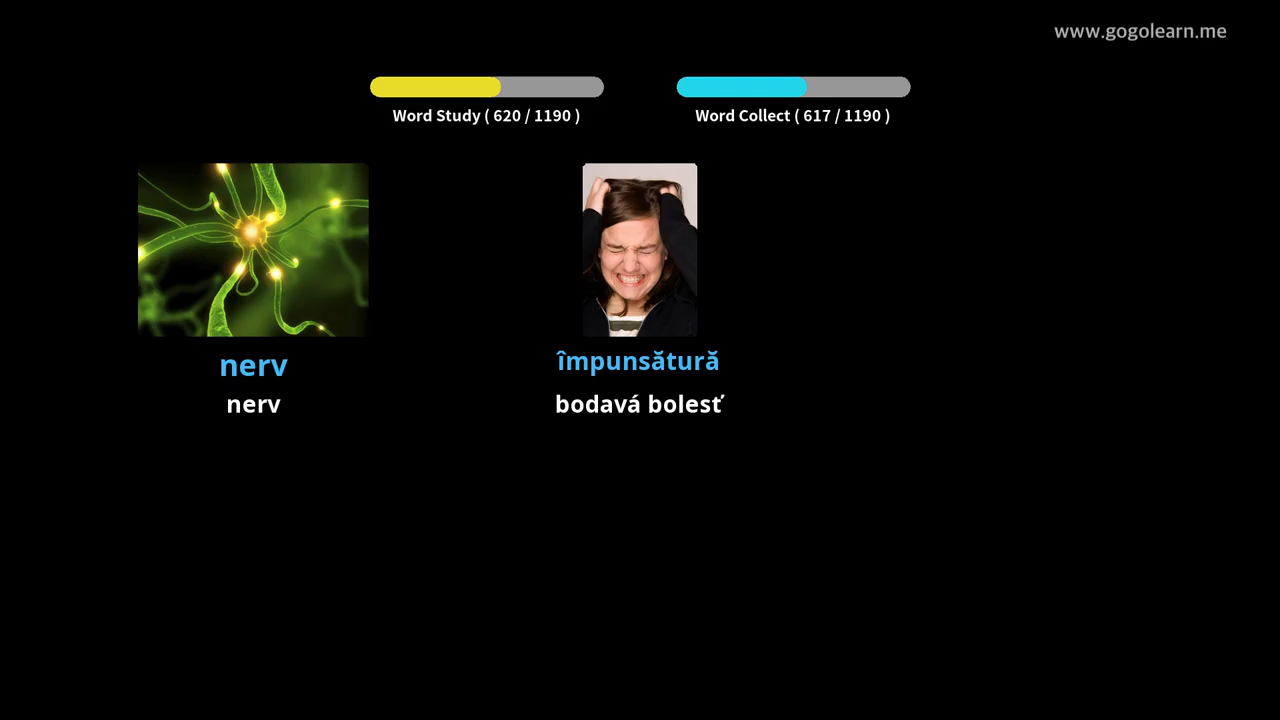 www.gogolearn.me
Word Study ( 620 / 1190 )
Word Collect ( 617 / 1190 )
nerv
nerv
împunsătură
bodavá bolesť